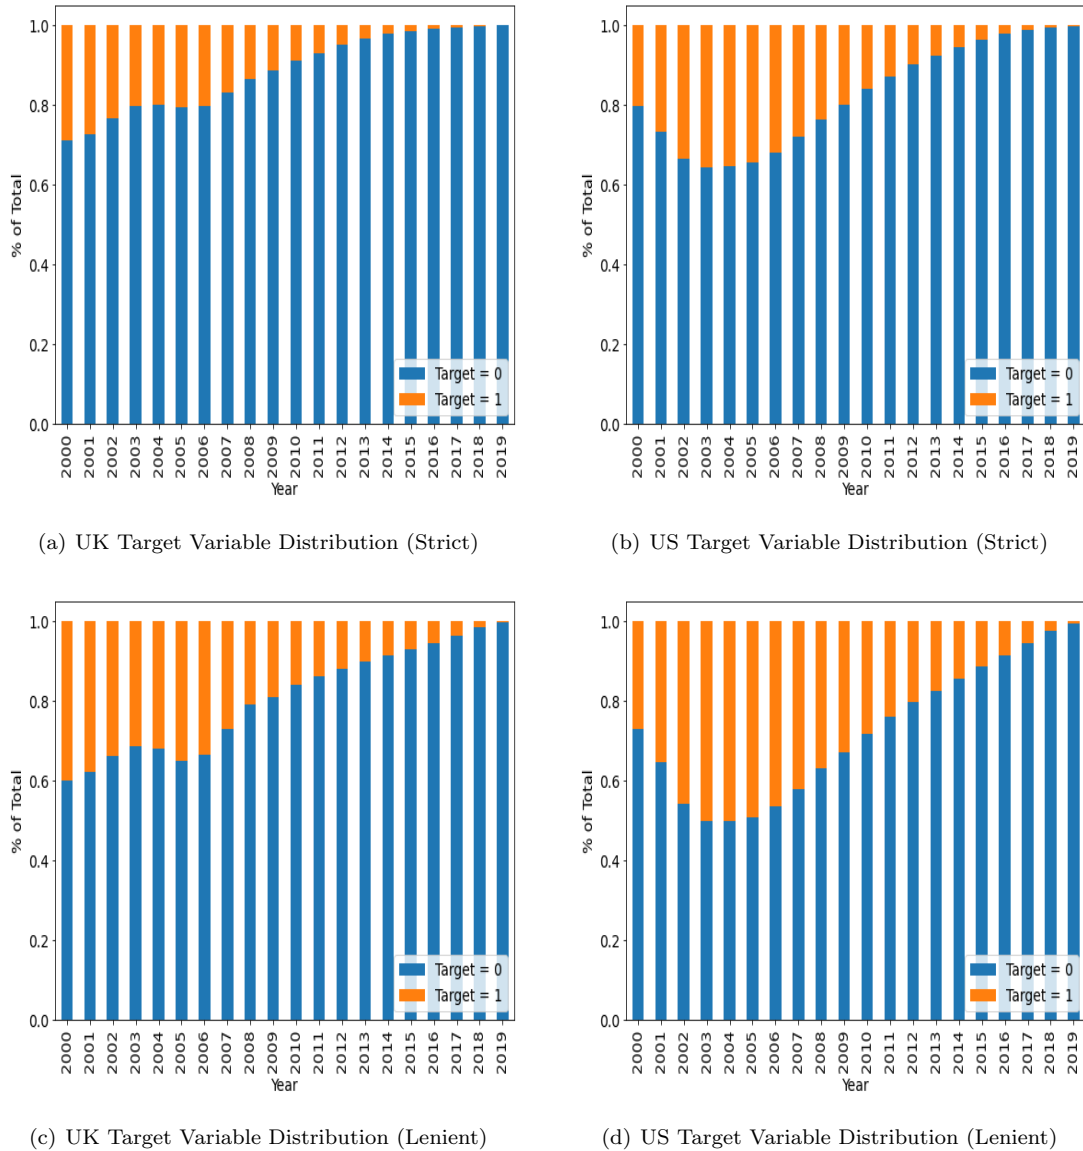 1.0
0.8
0.6
0.4
0.2
0.0
% of Total
Target = 0
Target = 1
2000 2001 2002 2003 2004 2005 2006 2007 2008 2009 2010 2011 2012 2013 2014 2015 2016 2017 2018 2019
Year
(a) UK Target Variable Distribution (Strict)
1.0
0.8
0.6
0.4
0.2
0.0
% of Total
Target = 0
Target = 1
2000 2001 2002 2003 2004 2005 2006 2007 2008 2009 2010 2011 2012 2013 2014 2015 2016 2017 2018 2019
Year
(b) US Target Variable Distribution (Strict)
1.0
0.8
0.6
0.4
0.2
0.0
% of Total
Target = 0
Target = 1
2000 2001 2002 2003 2004 2005 2006 2007 2008 2009 2010 2011 2012 2013 2014 2015 2016 2017 2018 2019
Year
(c) UK Target Variable Distribution (Lenient)
1.0
0.8
0.6
0.4
0.2
0.0
% of Total
Target = 0
Target = 1
2000 2001 2002 2003 2004 2005 2006 2007 2008 2009 2010 2011 2012 2013 2014 2015 2016 2017 2018 2019
Year
(d) US Target Variable Distribution (Lenient)